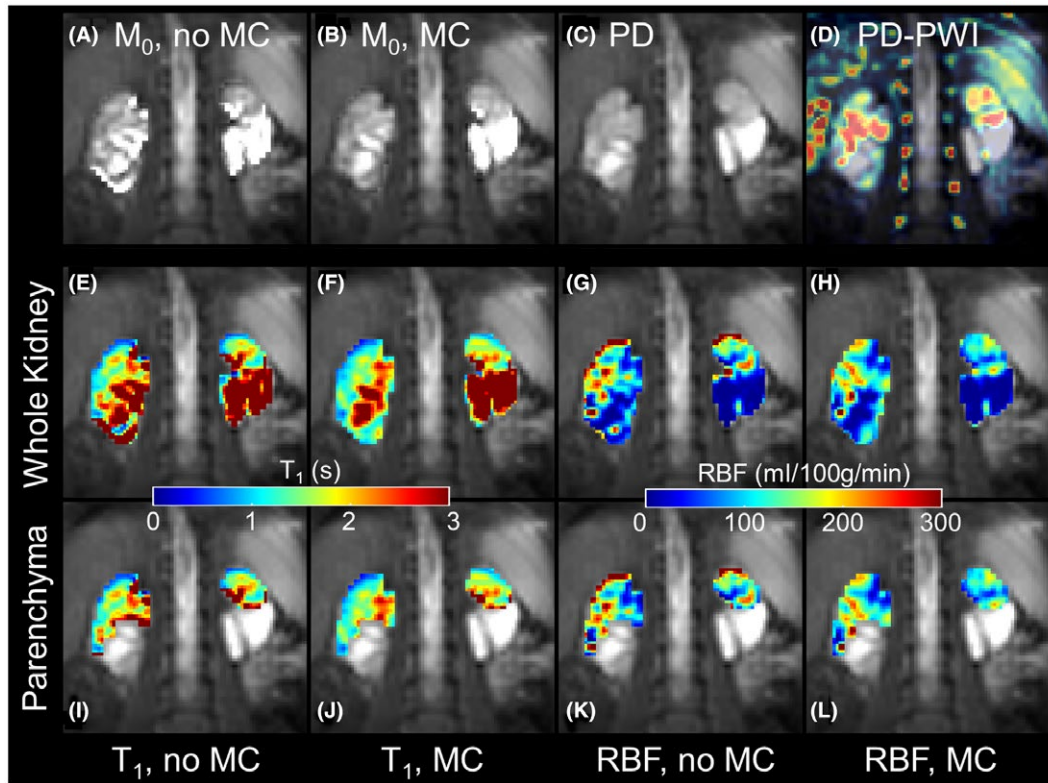 (A) M₀, no MC
(B) M₀, MC
(C) PD
(D) PD-PWI
Whole Kidney
(E)
(F)
(G)
(H)
T₁ (s)
0 1 2 3
RBF (ml/100g/min)
0 100 200 300
Parenchyma
(I)
(J)
(K)
(L)
T₁, no MC
T₁, MC
RBF, no MC
RBF, MC